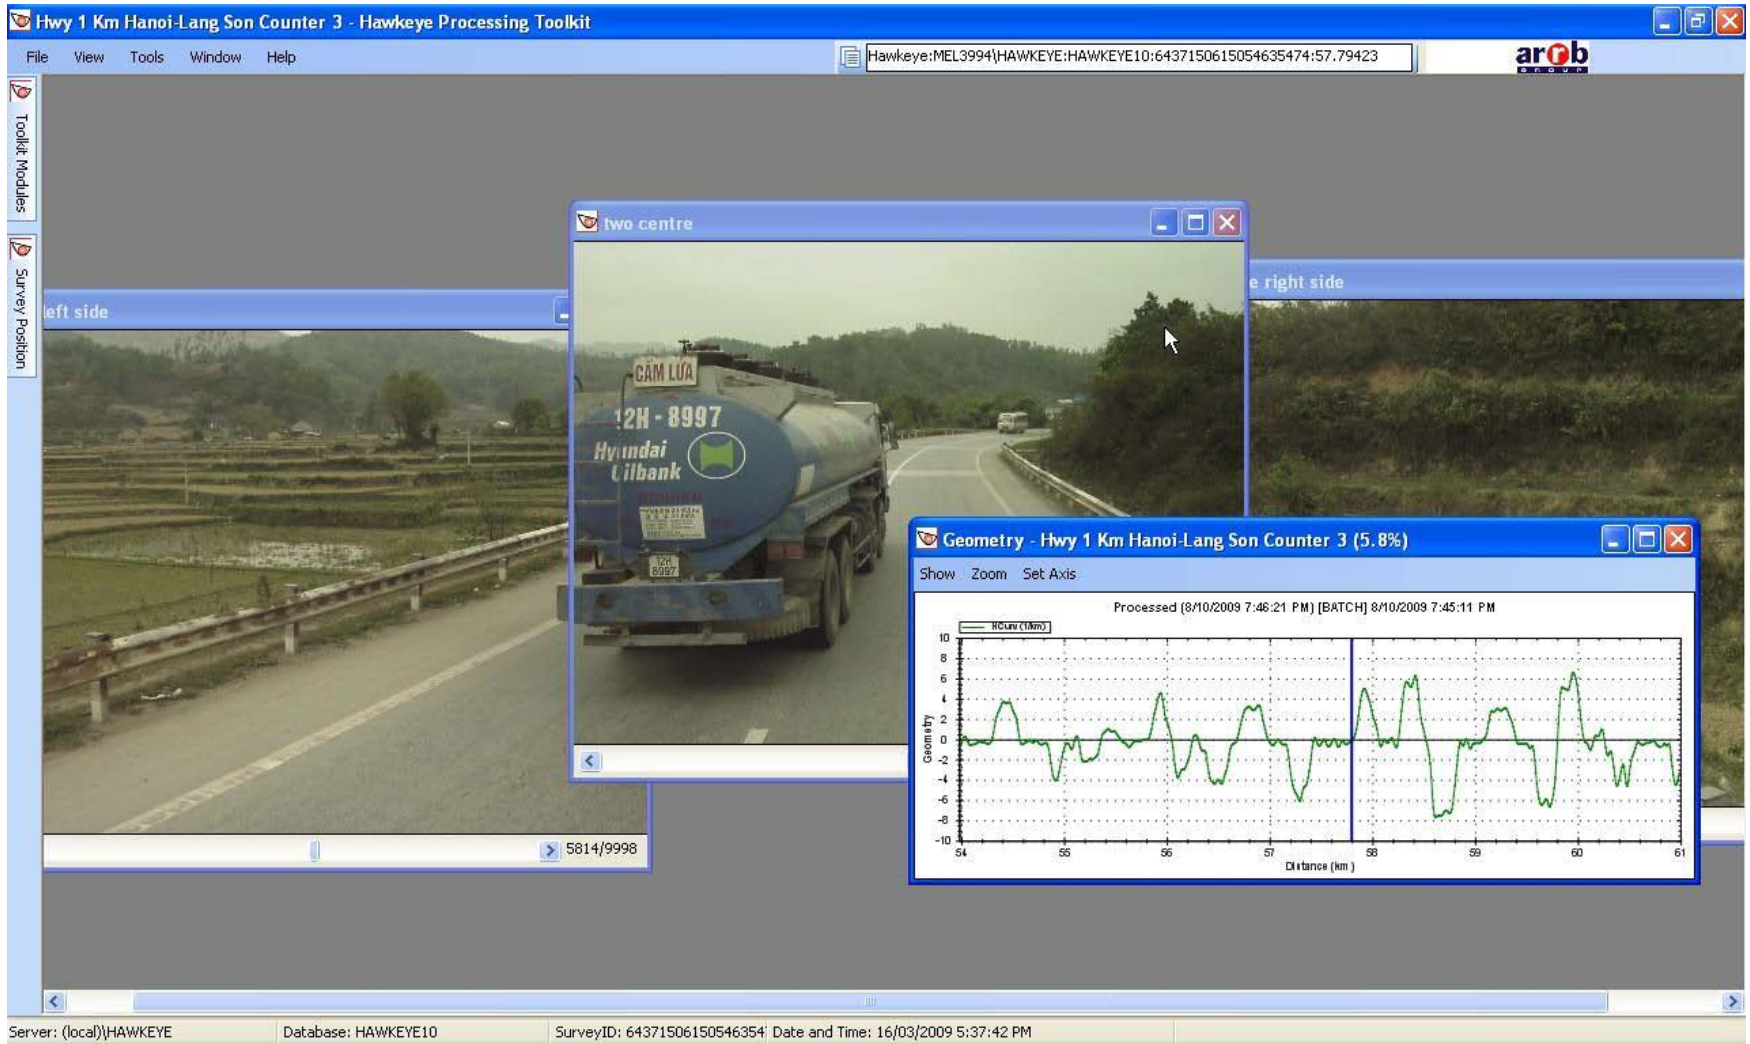 Hwy 1 Km Hanoi-Lang Son Counter 3 - Hawkeye Processing Toolkit
File View Tools Window Help
Hawkeye:MEL3994\HAWKEYE:HAWKEYE10:6437150615054635474:57.79423
arrb
GROUP
Toolkit Modules
Survey Position
left side
two centre
e right side
CẤM LỬA
12H - 8997
Hyundai
Oilbank
12H
8997
5814/9998
Geometry - Hwy 1 Km Hanoi-Lang Son Counter 3 (5.8%)
Show Zoom Set Axis
Processed (8/10/2009 7:46:21 PM) [BATCH] 8/10/2009 7:45:11 PM
HCurv (1/km)
10
8
6
4
2
0
-2
-4
-6
-8
-10
Geometry
54 55 56 57 58 59 60 61
Distance (km)
Server: (local)\HAWKEYE Database: HAWKEYE10 SurveyID: 64371506150546354 Date and Time: 16/03/2009 5:37:42 PM